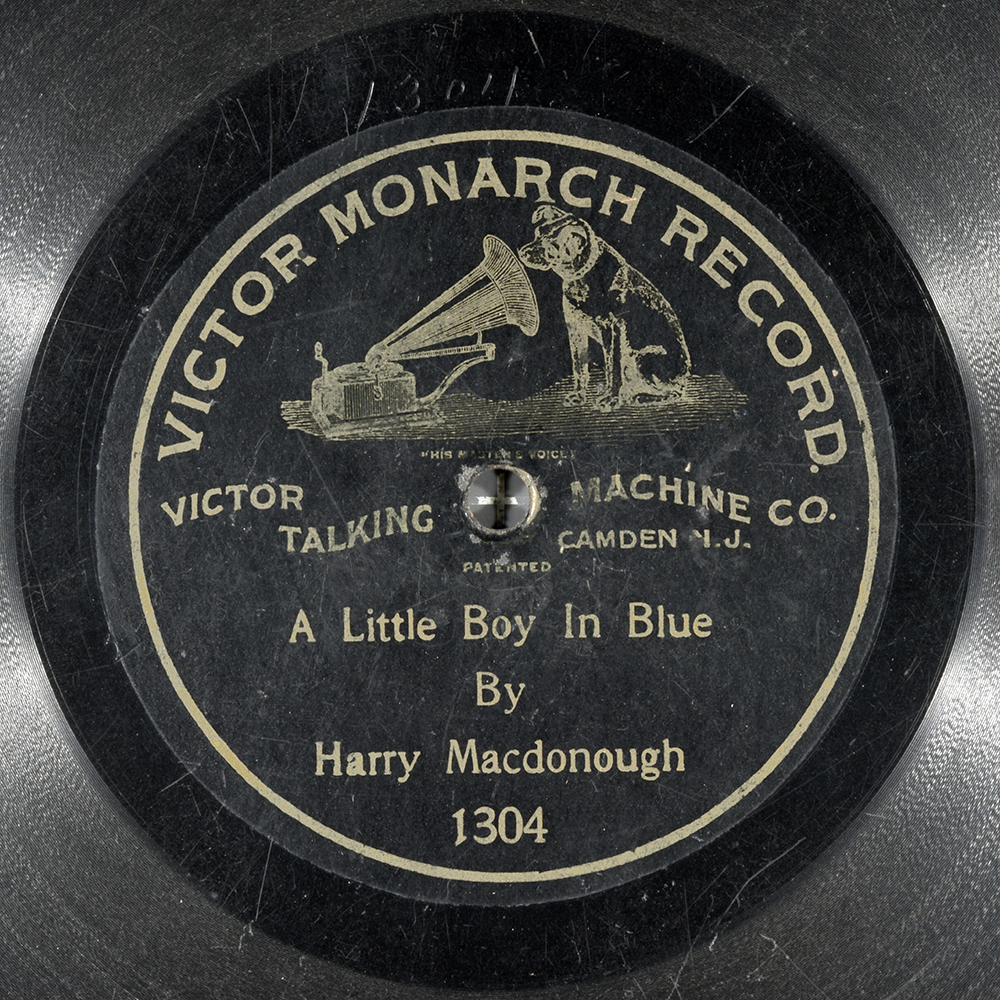 1304
VICTOR MONARCH RECORD.
"HIS MASTER'S VOICE"
VICTOR TALKING MACHINE CO.
CAMDEN N.J.
PATENTED
A Little Boy In Blue
By
Harry Macdonough
1304